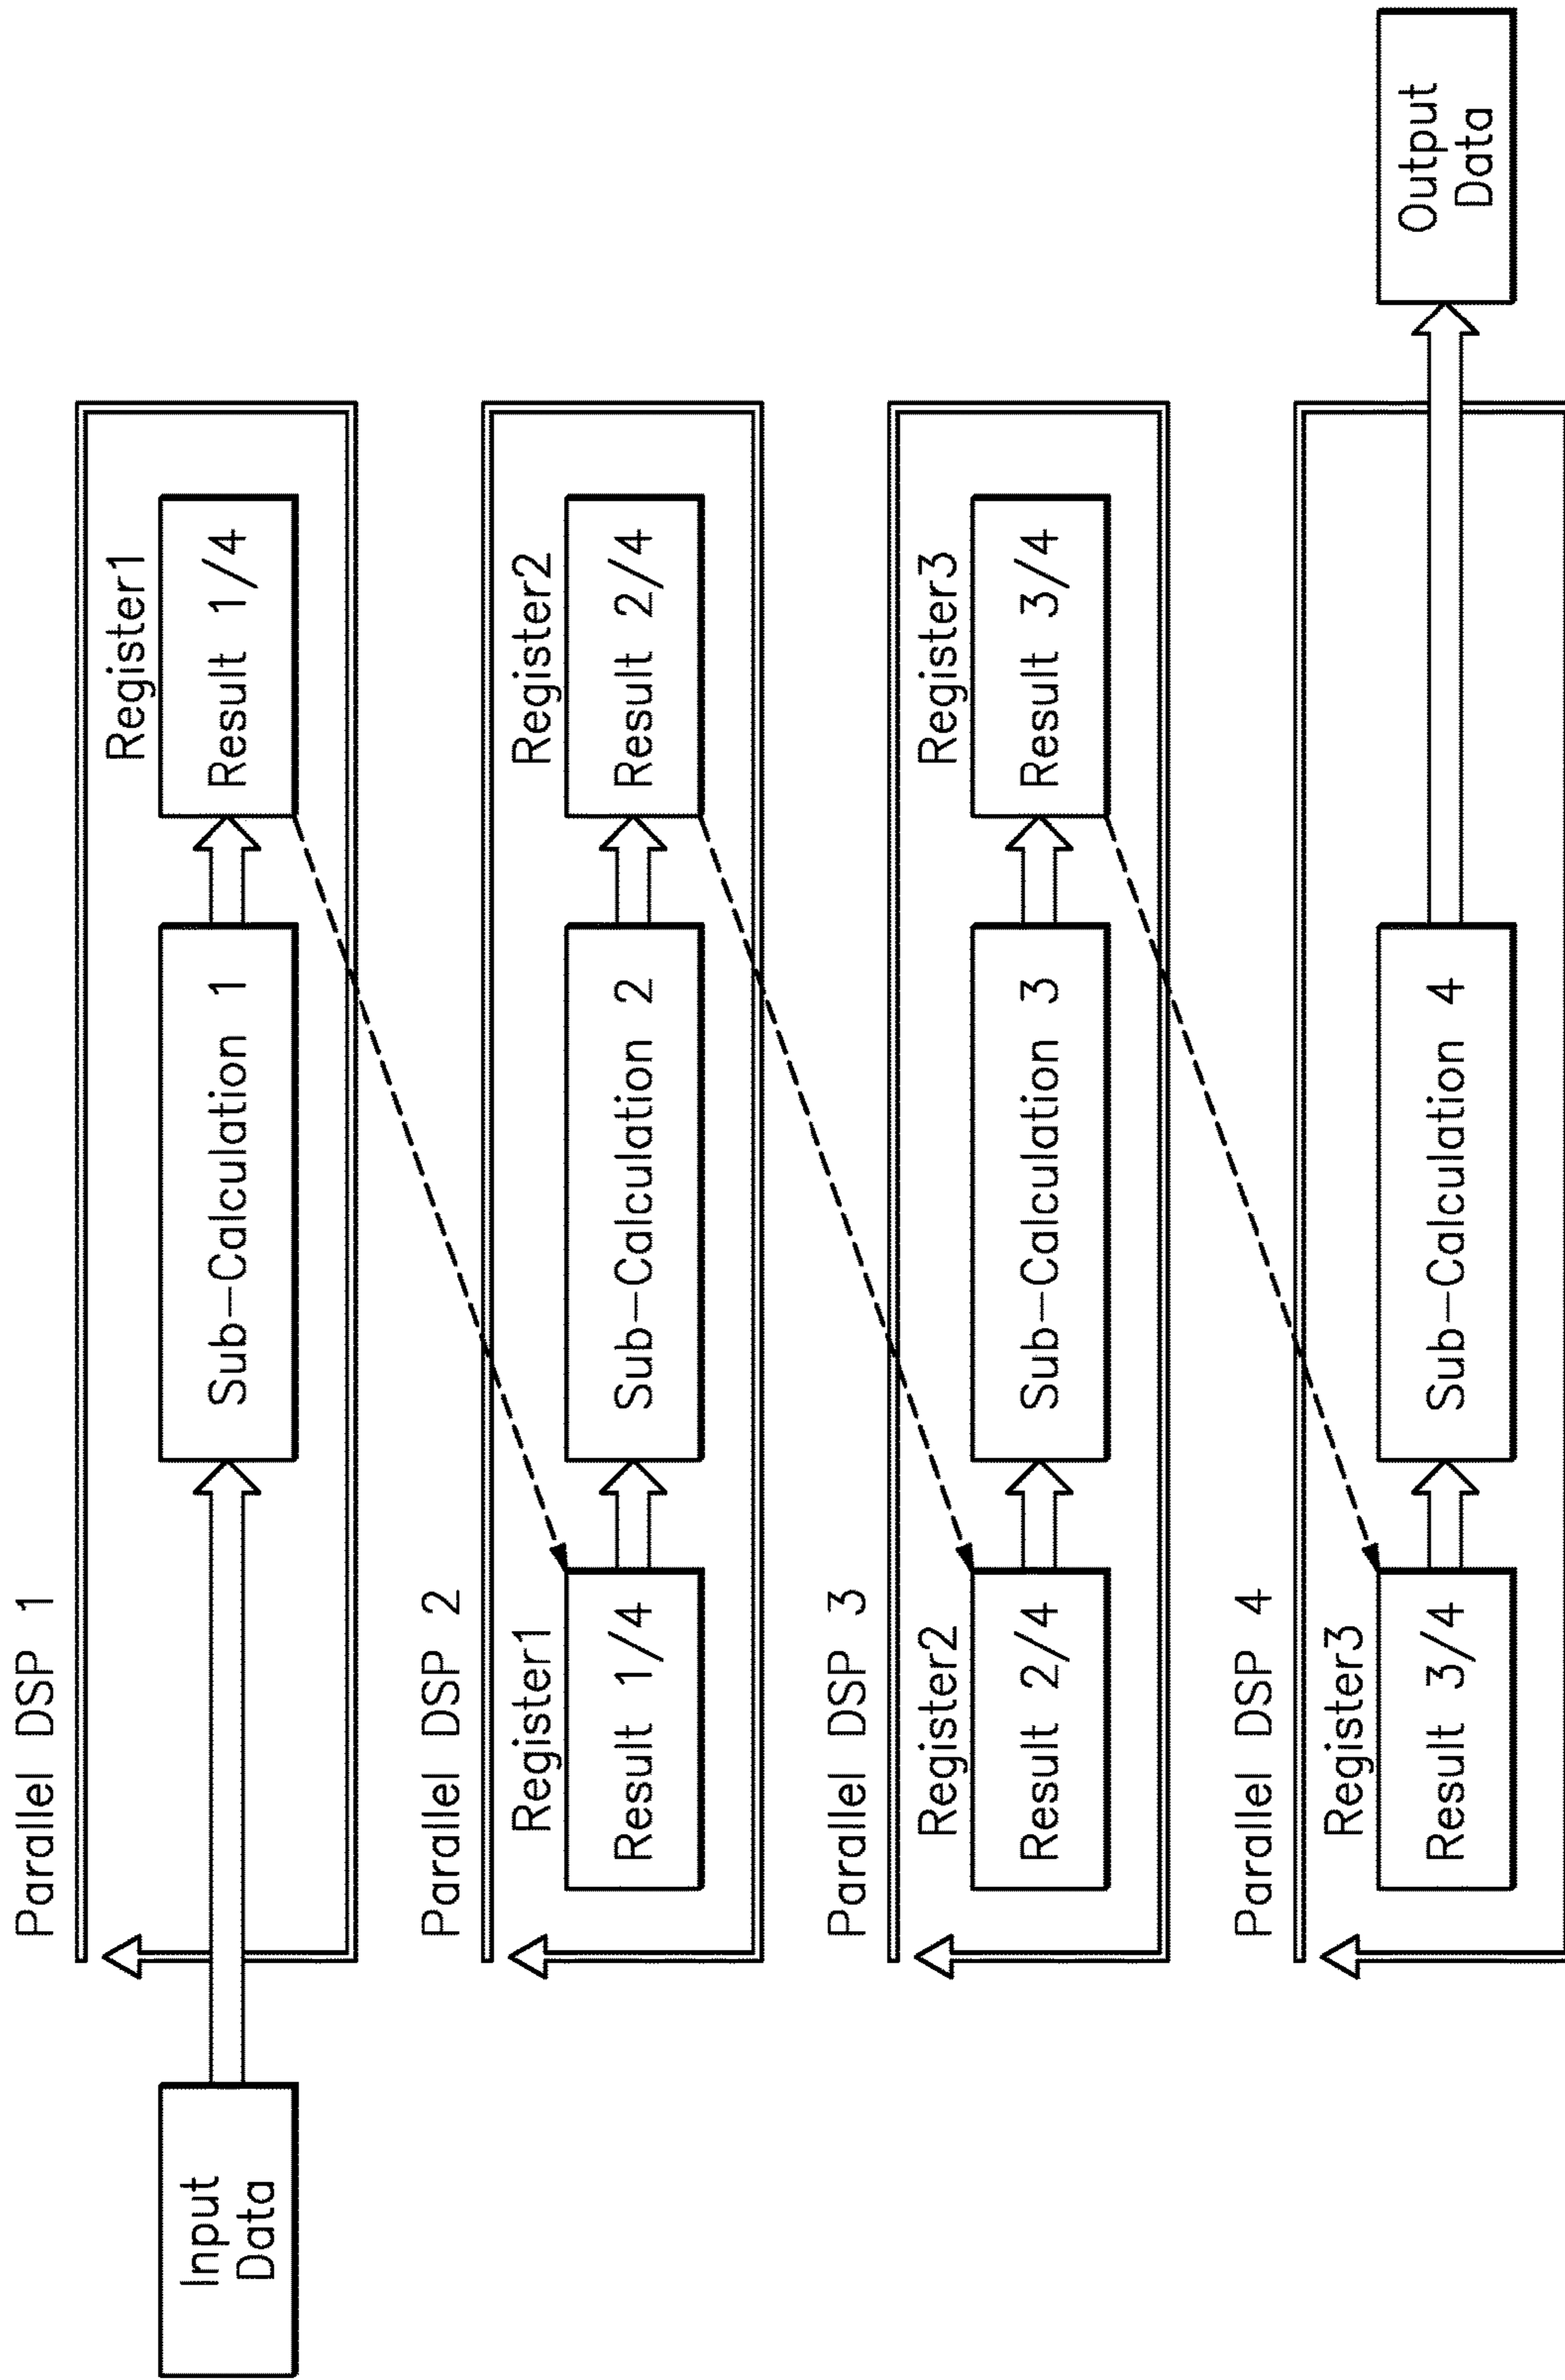 Parallel DSP 1
Register1
Input
Data
Sub-Calculation 1
Result 1/4
Parallel DSP 2
Register1
Register2
Result 1/4
Sub-Calculation 2
Result 2/4
Parallel DSP 3
Register2
Register3
Result 2/4
Sub-Calculation 3
Result 3/4
Parallel DSP 4
Register3
Result 3/4
Sub-Calculation 4
Output
Data